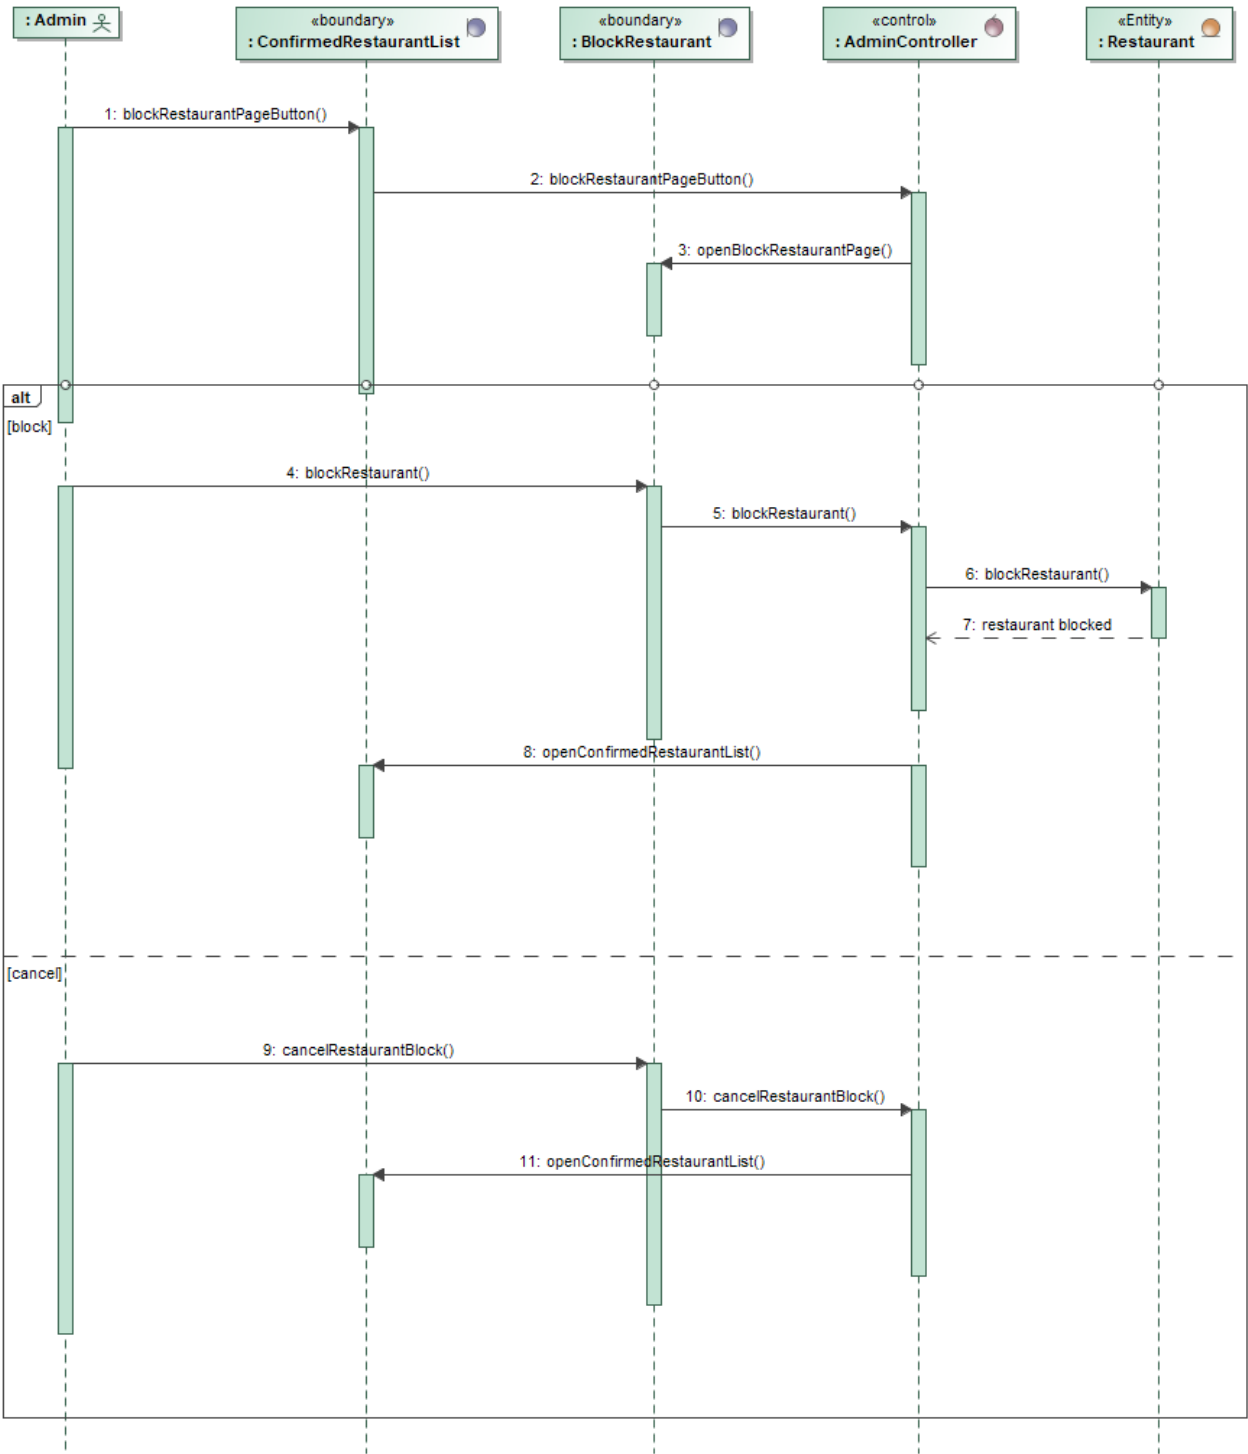 : Admin
«boundary»
: ConfirmedRestaurantList
«boundary»
: BlockRestaurant
«control»
: AdminController
«Entity»
: Restaurant
1: blockRestaurantPageButton()
2: blockRestaurantPageButton()
3: openBlockRestaurantPage()
alt
[block]
4: blockRestaurant()
5: blockRestaurant()
6: blockRestaurant()
7: restaurant blocked
8: openConfirmedRestaurantList()
[cancel]
9: cancelRestaurantBlock()
10: cancelRestaurantBlock()
11: openConfirmedRestaurantList()